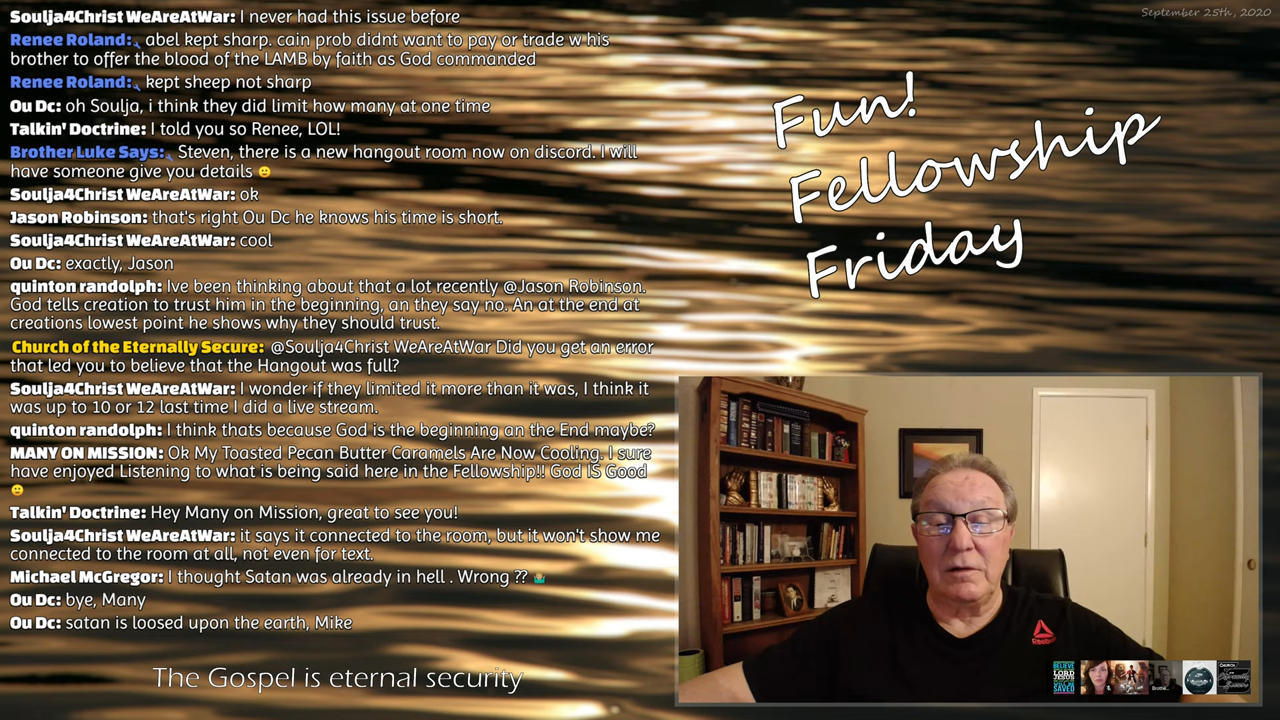 Soulja4Christ WeAreAtWar: I never had this issue before
Renee Roland: abel kept sharp. cain prob didnt want to pay or trade w his
brother to offer the blood of the LAMB by faith as God commanded
Renee Roland: kept sheep not sharp
Ou Dc: oh Soulja, i think they did limit how many at one time
Talkin' Doctrine: I told you so Renee, LOL!
Brother Luke Says: Steven, there is a new hangout room now on discord. I will
have someone give you details 🙂
Soulja4Christ WeAreAtWar: ok
Jason Robinson: that's right Ou Dc he knows his time is short.
Soulja4Christ WeAreAtWar: cool
Ou Dc: exactly, Jason
quinton randolph: Ive been thinking about that a lot recently @Jason Robinson.
God tells creation to trust him in the beginning, an they say no. An at the end at
creations lowest point he shows why they should trust.
Church of the Eternally Secure: @Soulja4Christ WeAreAtWar Did you get an error
that led you to believe that the Hangout was full?
Soulja4Christ WeAreAtWar: I wonder if they limited it more than it was, I think it
was up to 10 or 12 last time I did a live stream.
quinton randolph: I think thats because God is the beginning an the End maybe?
MANY ON MISSION: Ok My Toasted Pecan Butter Caramels Are Now Cooling. I sure
have enjoyed Listening to what is being said here in the Fellowship!! God IS Good
🙂
Talkin' Doctrine: Hey Many on Mission, great to see you!
Soulja4Christ WeAreAtWar: it says it connected to the room, but it won't show me
connected to the room at all, not even for text.
Michael McGregor: I thought Satan was already in hell . Wrong ??
Ou Dc: bye, Many
Ou Dc: satan is loosed upon the earth, Mike
The Gospel is eternal security
September 25th, 2020
Fun!
Fellowship
Friday
Reebok
BELIEVE
LORD
JESUS
SAVED
Brothe...
CHURCH